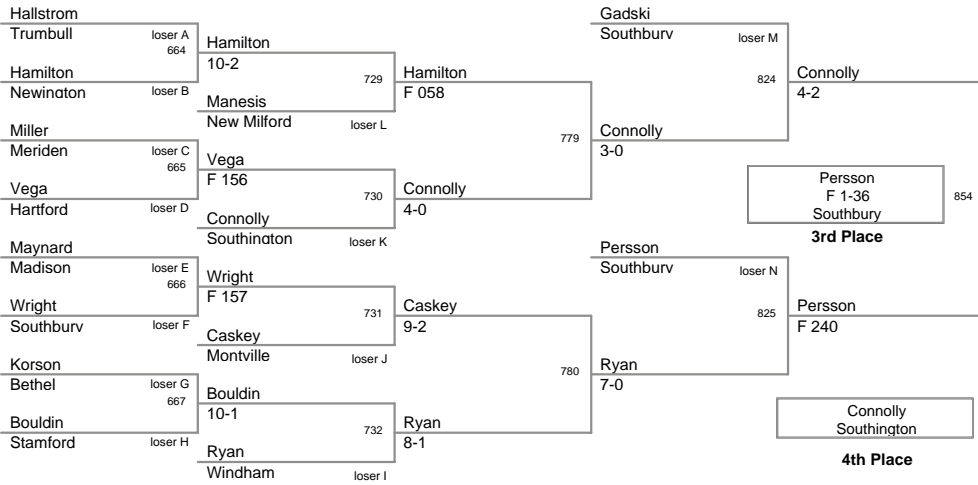 Hallstrom
Trumbull
loser A
664
Hamilton
Newington
loser B
Miller
Meriden
loser C
665
Vega
Hartford
loser D
Maynard
Madison
loser E
666
Wright
Southbury
loser F
Korson
Bethel
loser G
667
Bouldin
Stamford
loser H
Hamilton
10-2
729
Manesis
New Milford
loser L
Vega
F 156
730
Connolly
Southington
loser K
Wright
F 157
731
Caskey
Montville
loser J
Bouldin
10-1
732
Ryan
Windham
loser I
Hamilton
F 058
779
Connolly
4-0
Caskey
9-2
780
Ryan
8-1
Gadski
Southbury
loser M
824
Connolly
3-0
Persson
Southbury
loser N
825
Ryan
7-0
Connolly
4-2
Persson
F 1-36
Southbury
854
3rd Place
Persson
F 240
Connolly
Southington
4th Place